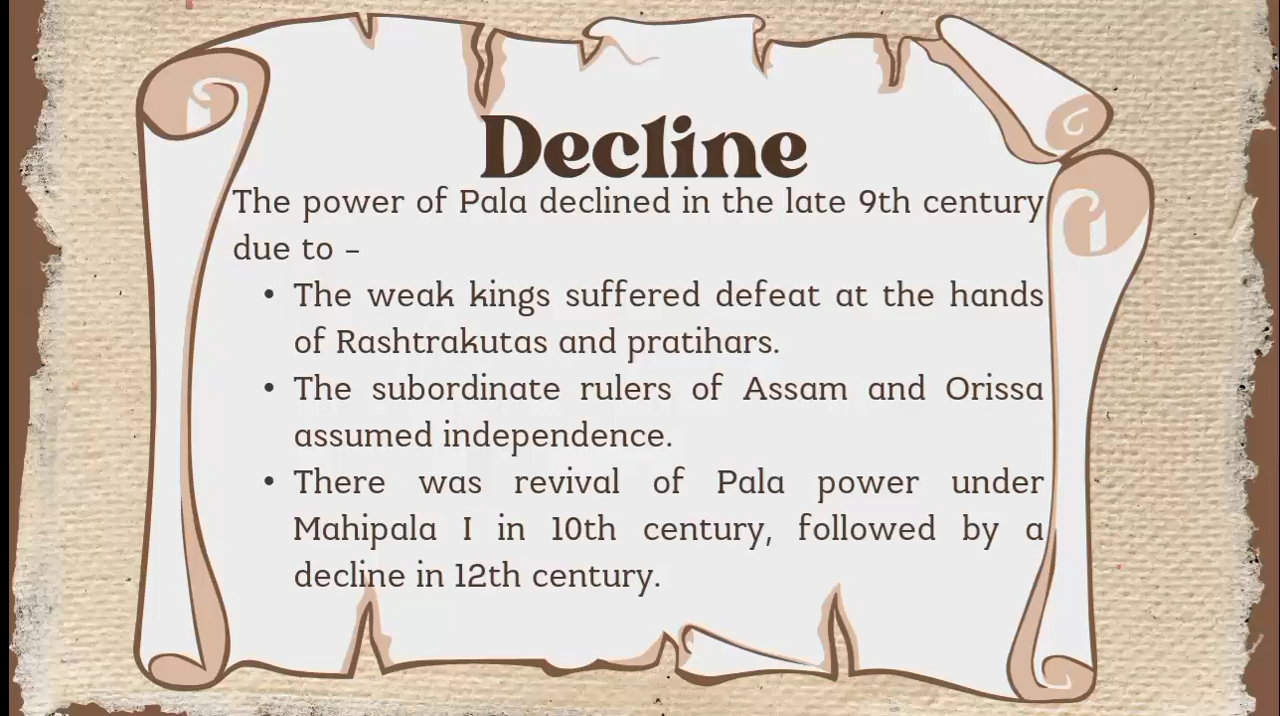 Decline
The power of Pala declined in the late 9th century
due to –
• The weak kings suffered defeat at the hands
of Rashtrakutas and pratihars.
• The subordinate rulers of Assam and Orissa
assumed independence.
• There was revival of Pala power under
Mahipala I in 10th century, followed by a
decline in 12th century.